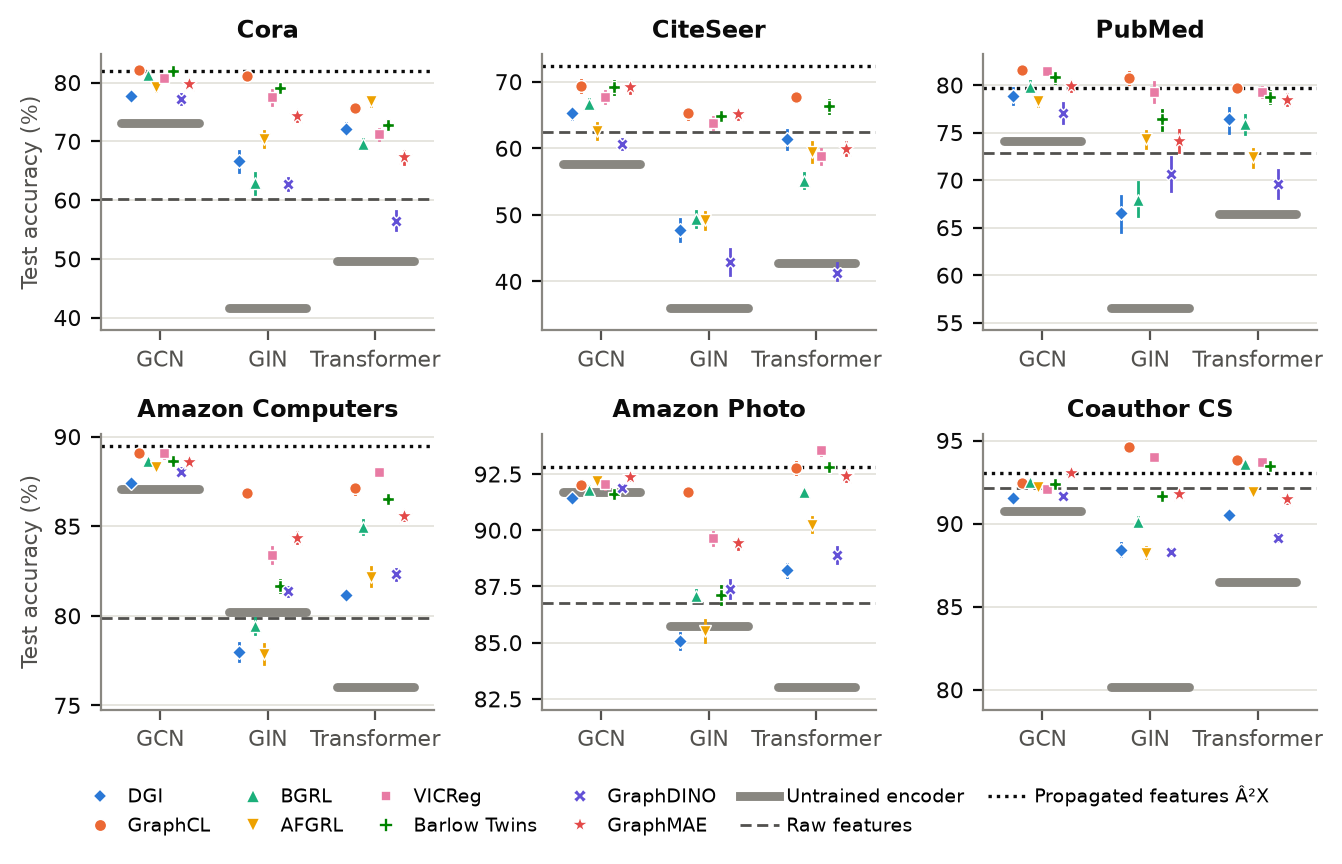 Cora
CiteSeer
PubMed
Test accuracy (%)
80
70
60
50
40
GCN
GIN
Transformer
70
60
50
40
GCN
GIN
Transformer
80
75
70
65
60
55
GCN
GIN
Transformer
Amazon Computers
Amazon Photo
Coauthor CS
Test accuracy (%)
90
85
80
75
GCN
GIN
Transformer
92.5
90.0
87.5
85.0
82.5
GCN
GIN
Transformer
95
90
85
80
GCN
GIN
Transformer
DGI
BGRL
VICReg
GraphDINO
Untrained encoder
Propagated features Â²X
GraphCL
AFGRL
Barlow Twins
GraphMAE
Raw features